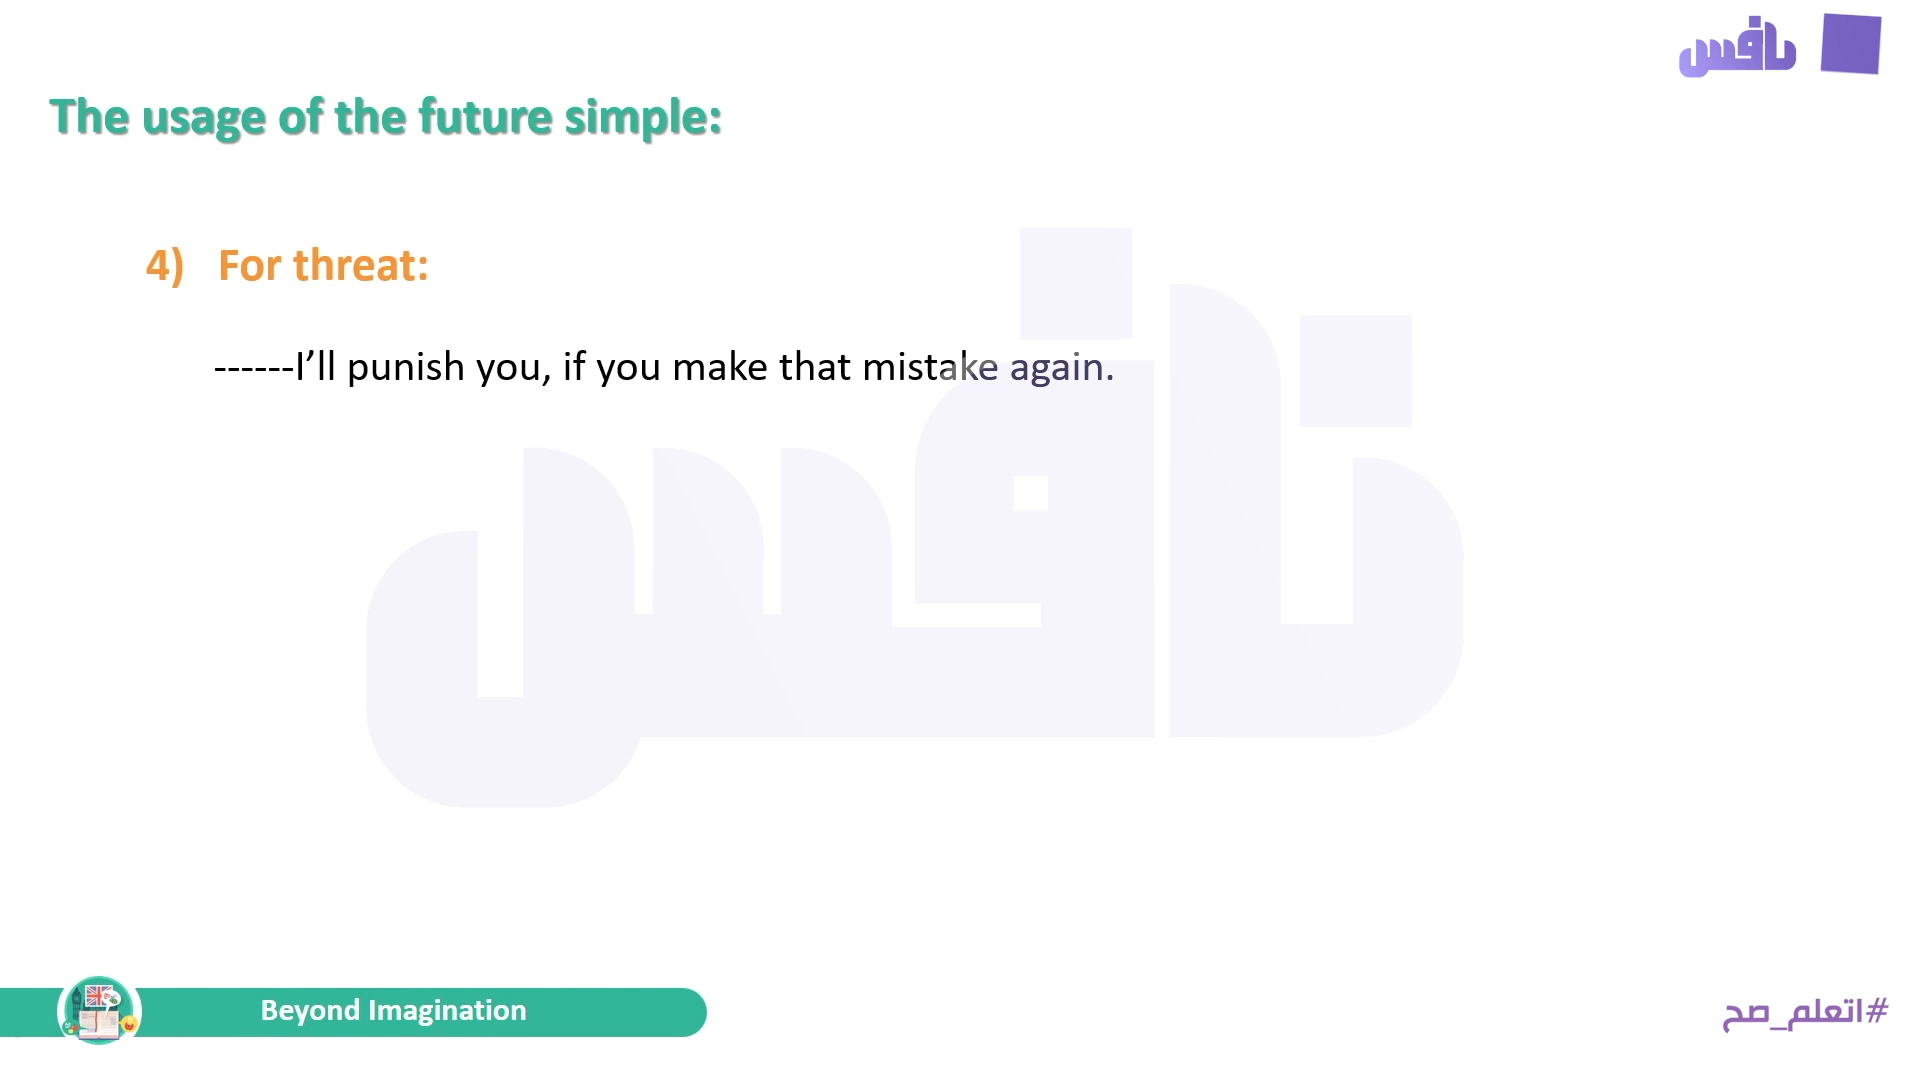 نافس
The usage of the future simple:
4) For threat:
------I’ll punish you, if you make that mistake again.
نافس
Beyond Imagination
#اتعلم_صح